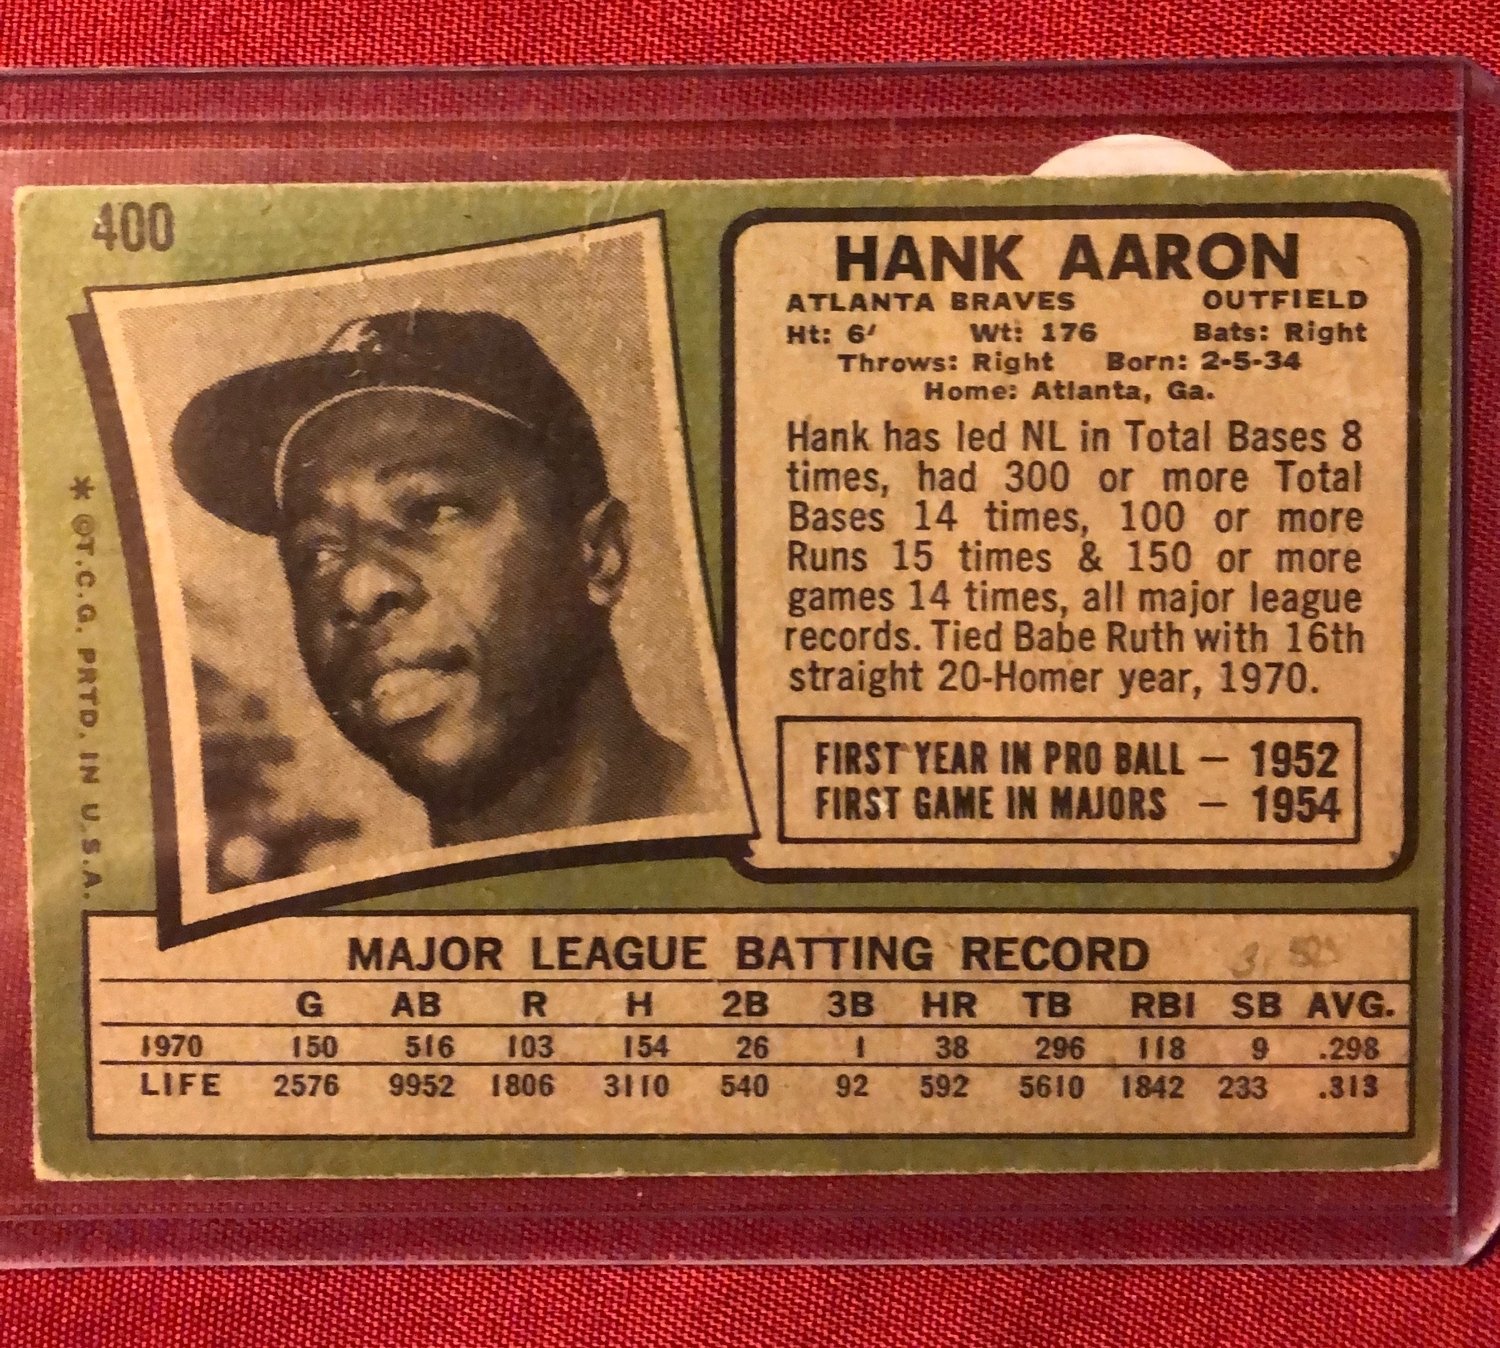 400
HANK AARON
ATLANTA BRAVES OUTFIELD
Ht: 6' Wt: 176 Bats: Right
Throws: Right Born: 2-5-34
Home: Atlanta, Ga.
Hank has led NL in Total Bases 8
times, had 300 or more Total
Bases 14 times, 100 or more
Runs 15 times & 150 or more
games 14 times, all major league
records. Tied Babe Ruth with 16th
straight 20-Homer year, 1970.
FIRST YEAR IN PRO BALL – 1952
FIRST GAME IN MAJORS – 1954
* ©T.C.G. PRTD. IN U.S.A.
MAJOR LEAGUE BATTING RECORD
G AB R H 2B 3B HR TB RBI SB AVG.
1970 150 516 103 154 26 1 38 296 118 9 .298
LIFE 2576 9952 1806 3110 540 92 592 5610 1842 233 .313